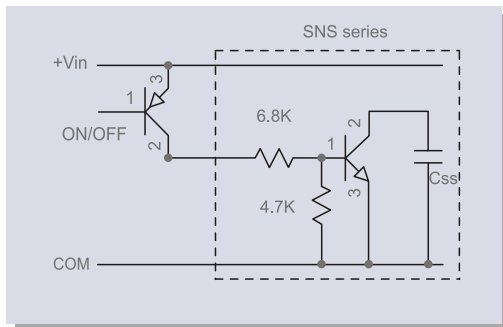 SNS series
+Vin
3
1
ON/OFF
2
6.8K
1
2
3
4.7K
Css
COM